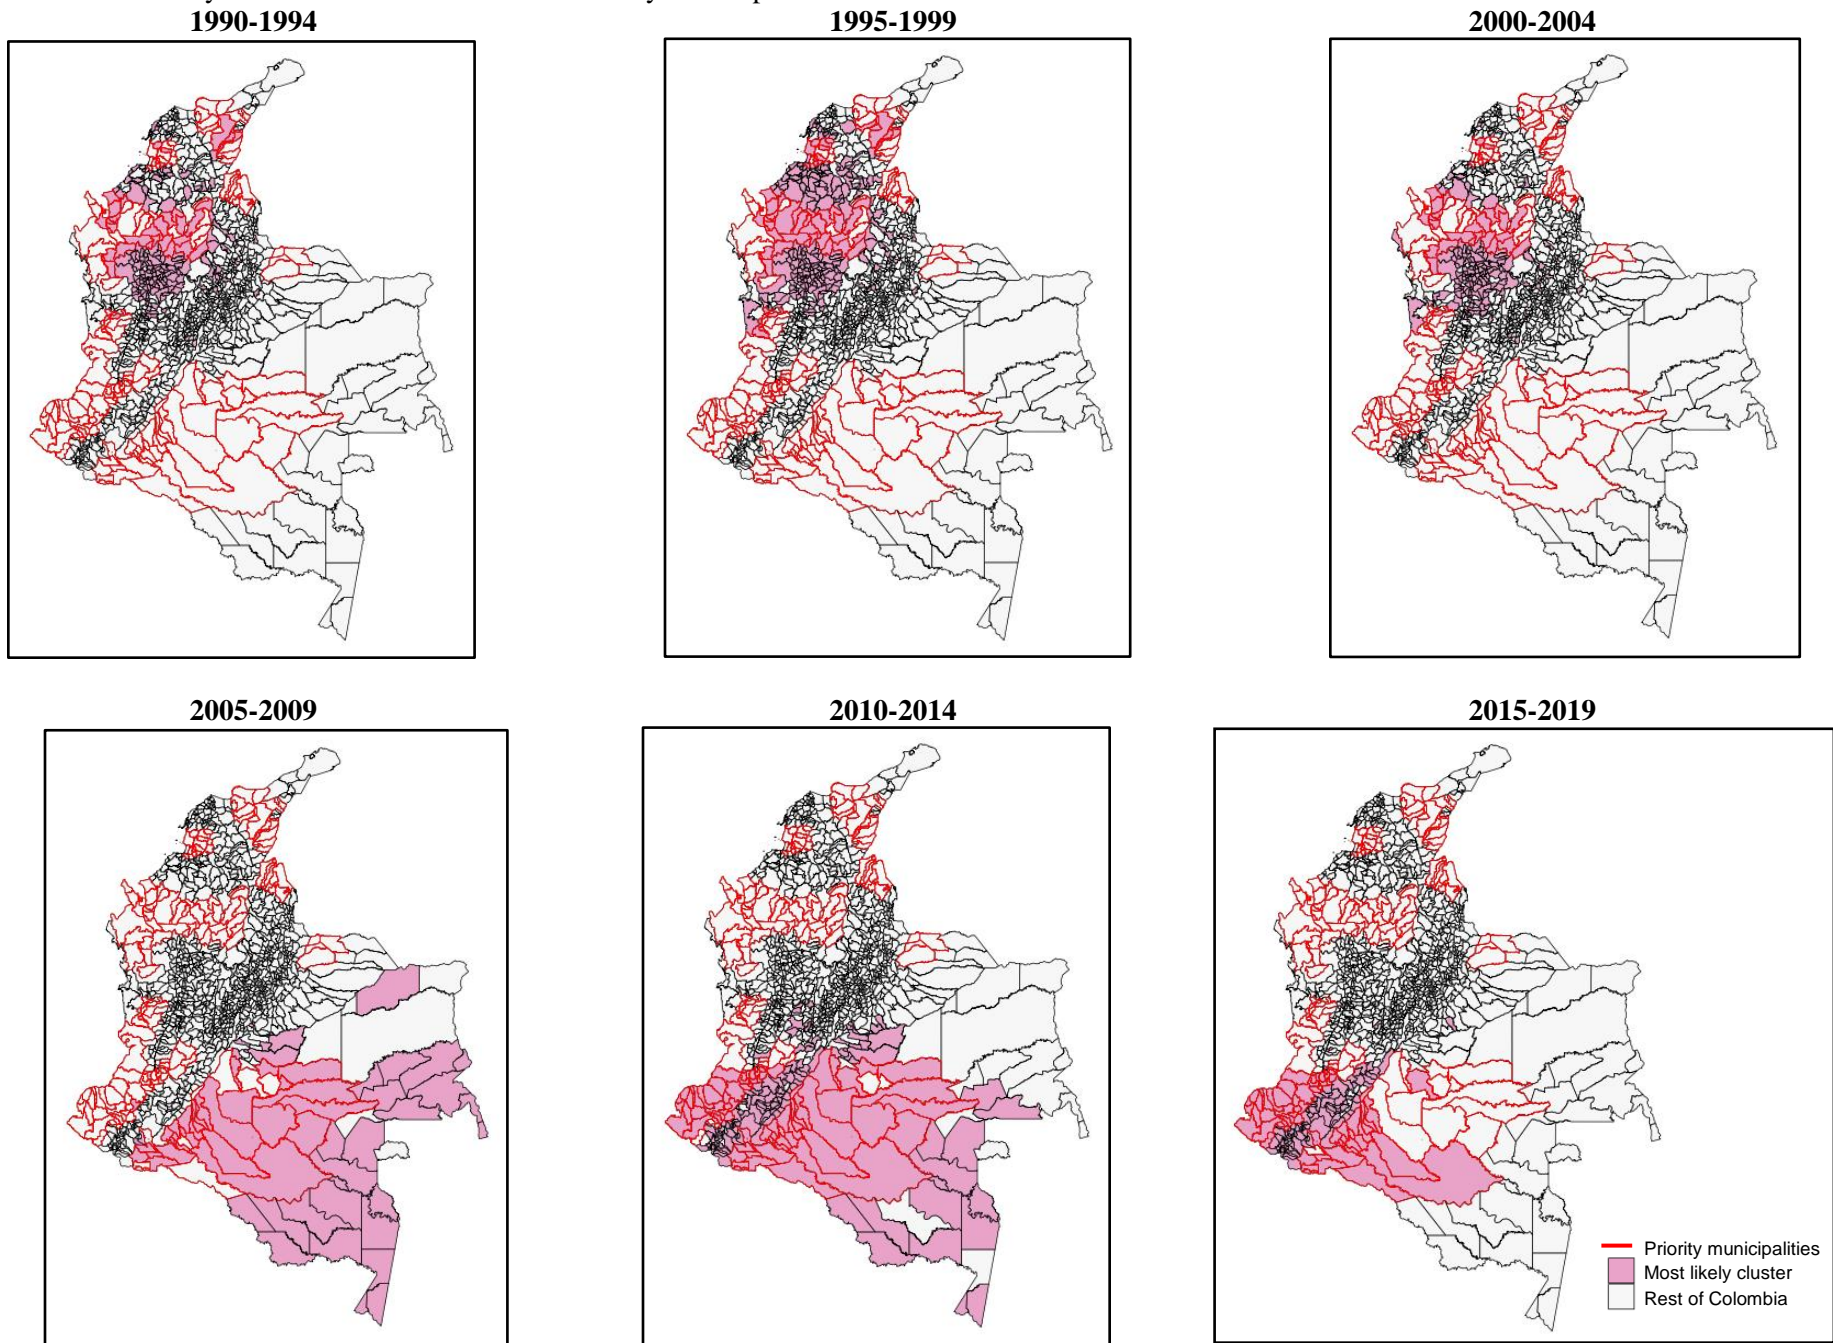 1990-1994
1995-1999
2000-2004
2005-2009
2010-2014
2015-2019
Priority municipalities
Most likely cluster
Rest of Colombia